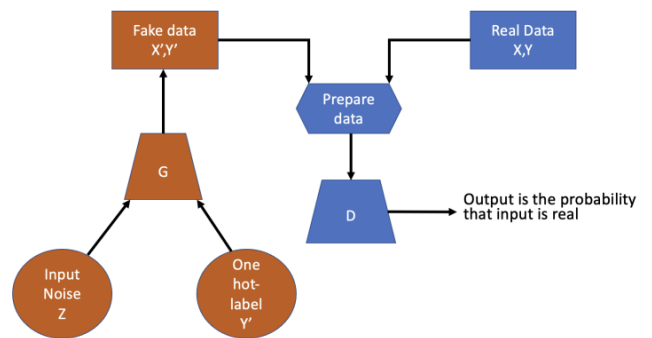 Fake data
X',Y'
Real Data
X,Y
Prepare
data
G
D
Output is the probability
that input is real
Input
Noise
Z
One
hot-
label
Y'